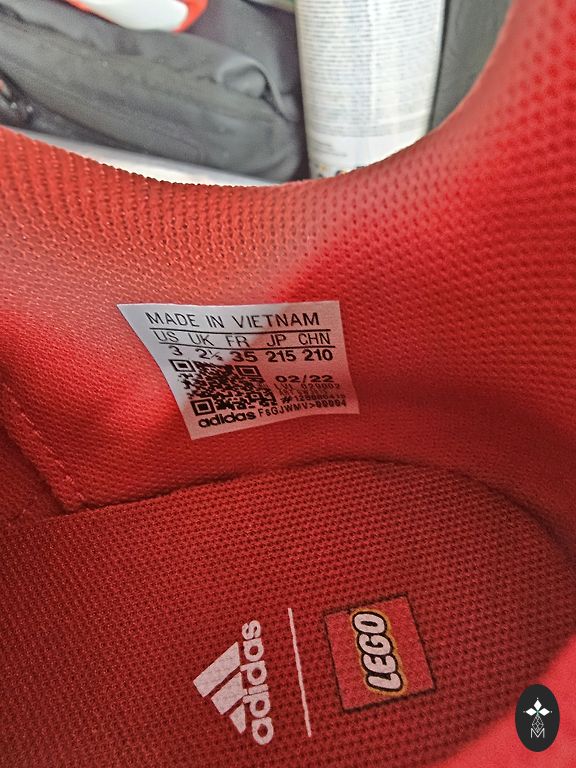 MADE IN VIETNAM
US UK FR JP CHN
3 2½ 35 215 210
02/22
adidas
adidas
LEGO
M